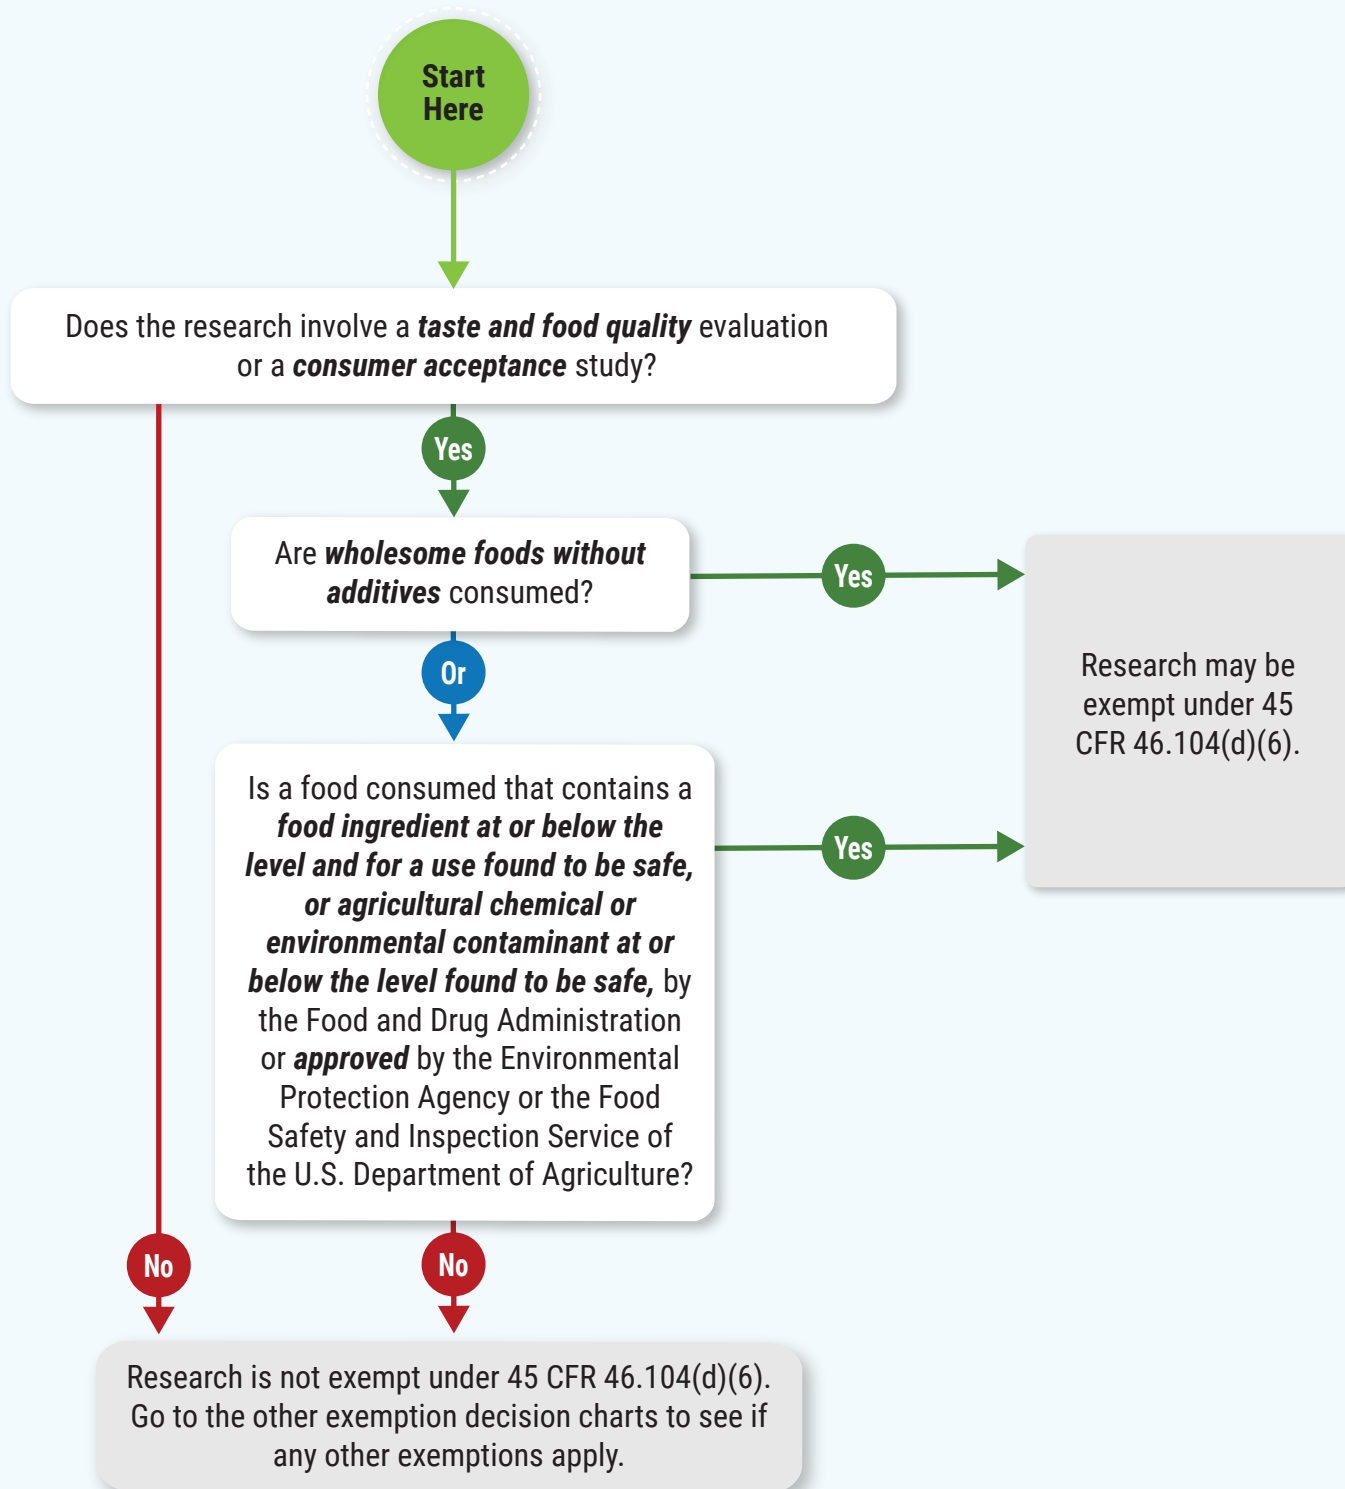 Start
Here
Does the research involve a taste and food quality evaluation
or a consumer acceptance study?
Yes
Are wholesome foods without
additives consumed?
Yes
Or
Research may be
exempt under 45
CFR 46.104(d)(6).
Is a food consumed that contains a
food ingredient at or below the
level and for a use found to be safe,
or agricultural chemical or
environmental contaminant at or
below the level found to be safe, by
the Food and Drug Administration
or approved by the Environmental
Protection Agency or the Food
Safety and Inspection Service of
the U.S. Department of Agriculture?
Yes
No
No
Research is not exempt under 45 CFR 46.104(d)(6).
Go to the other exemption decision charts to see if
any other exemptions apply.